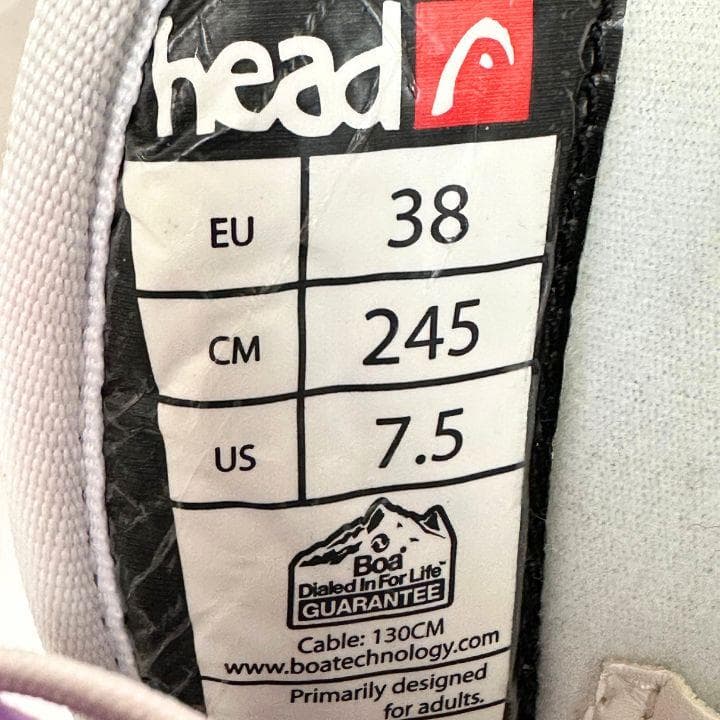 head
EU 38
CM 245
US 7.5
Boa®
Dialed In For Life™
GUARANTEE
Cable: 130CM
www.boatechnology.com
Primarily designed
for adults.